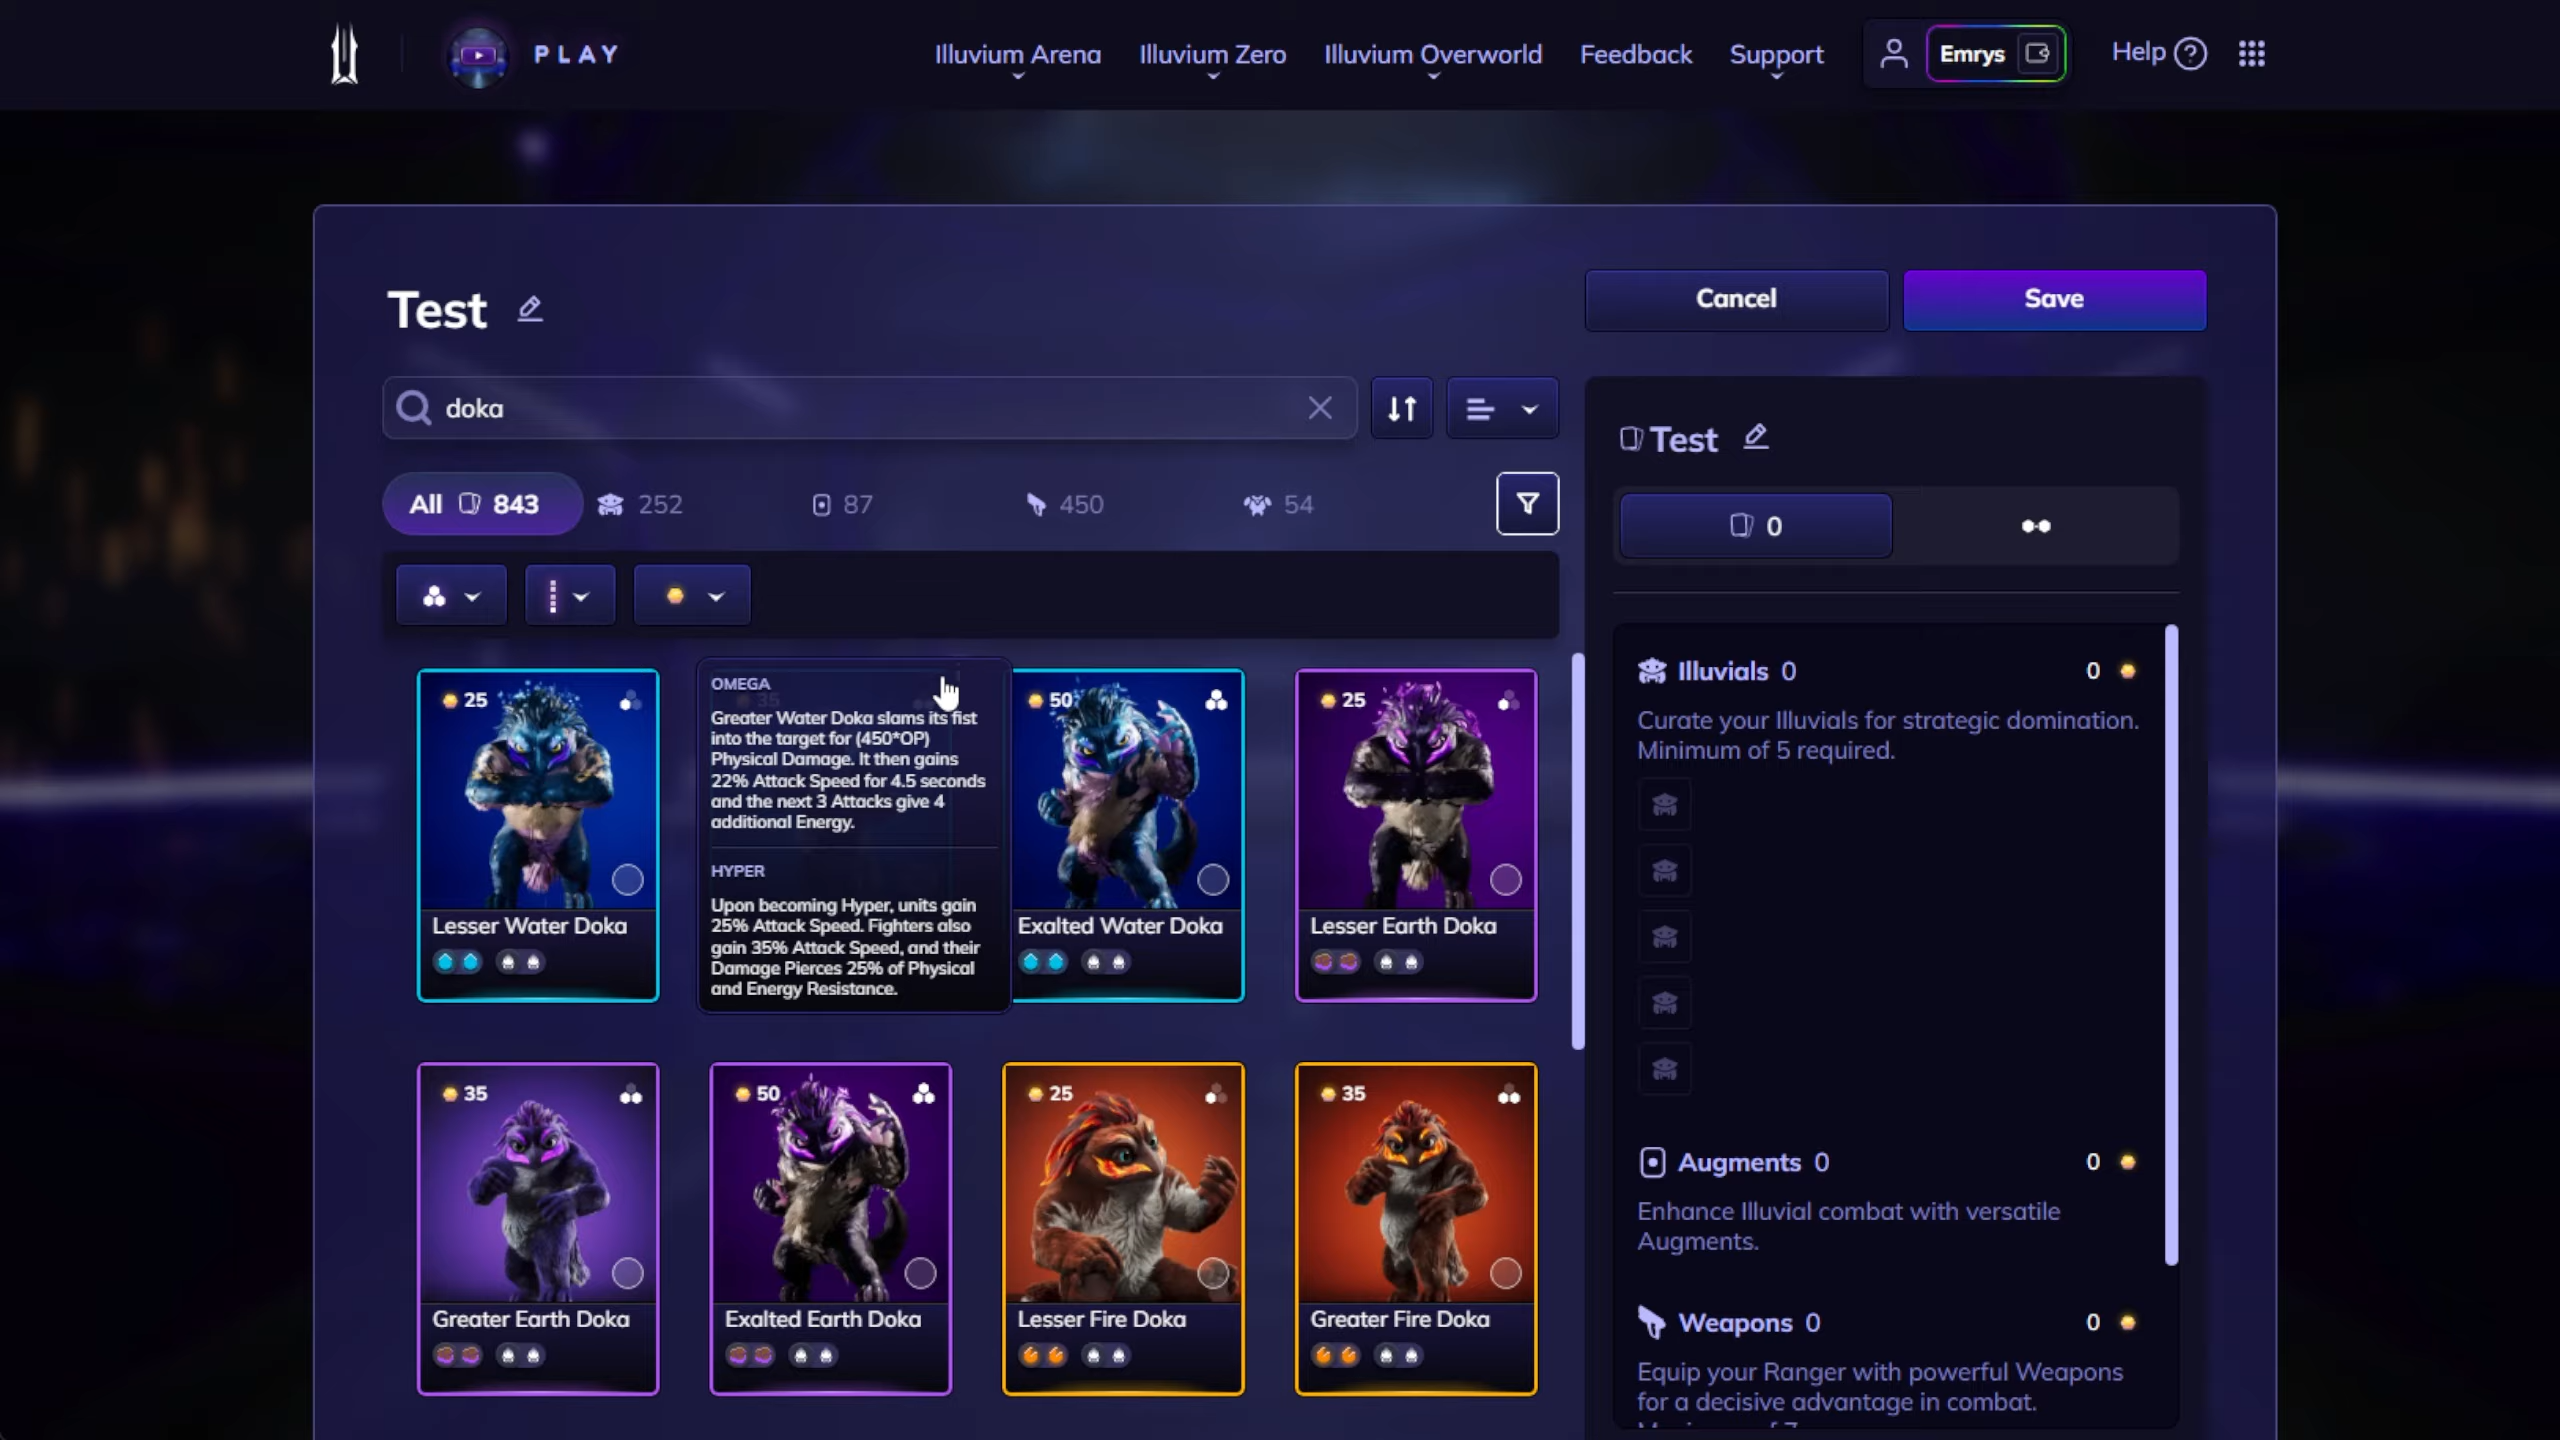 PLAY
Illuvium Arena
Illuvium Zero
Illuvium Overworld
Feedback
Support
Emrys
Help
Test
Cancel
Save
doka
All 843
252
87
450
54
Test
0
25
OMEGA
35
Greater Water Doka slams its fist
into the target for (450*OP)
Physical Damage. It then gains
22% Attack Speed for 4.5 seconds
and the next 3 Attacks give 4
additional Energy.
HYPER
Upon becoming Hyper, units gain
25% Attack Speed. Fighters also
gain 35% Attack Speed, and their
Damage Pierces 25% of Physical
and Energy Resistance.
50
25
Lesser Water Doka
Exalted Water Doka
Lesser Earth Doka
35
50
25
35
Greater Earth Doka
Exalted Earth Doka
Lesser Fire Doka
Greater Fire Doka
Illuvials 0
0
Curate your Illuvials for strategic domination.
Minimum of 5 required.
Augments 0
0
Enhance Illuvial combat with versatile
Augments.
Weapons 0
0
Equip your Ranger with powerful Weapons
for a decisive advantage in combat.